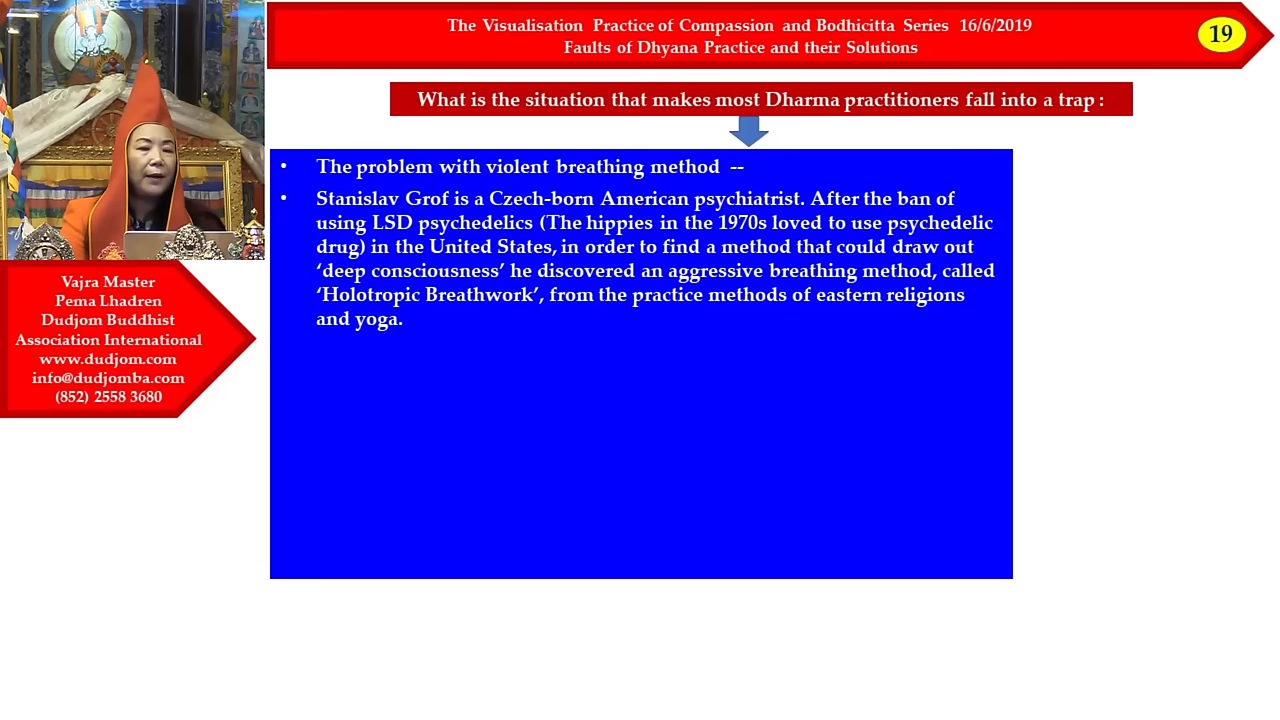 The Visualisation Practice of Compassion and Bodhicitta Series 16/6/2019
Faults of Dhyana Practice and their Solutions
19
What is the situation that makes most Dharma practitioners fall into a trap :
• The problem with violent breathing method --
• Stanislav Grof is a Czech-born American psychiatrist. After the ban of
using LSD psychedelics (The hippies in the 1970s loved to use psychedelic
drug) in the United States, in order to find a method that could draw out
‘deep consciousness’ he discovered an aggressive breathing method, called
‘Holotropic Breathwork’, from the practice methods of eastern religions
and yoga.
Vajra Master
Pema Lhadren
Dudjom Buddhist
Association International
www.dudjom.com
info@dudjomba.com
(852) 2558 3680